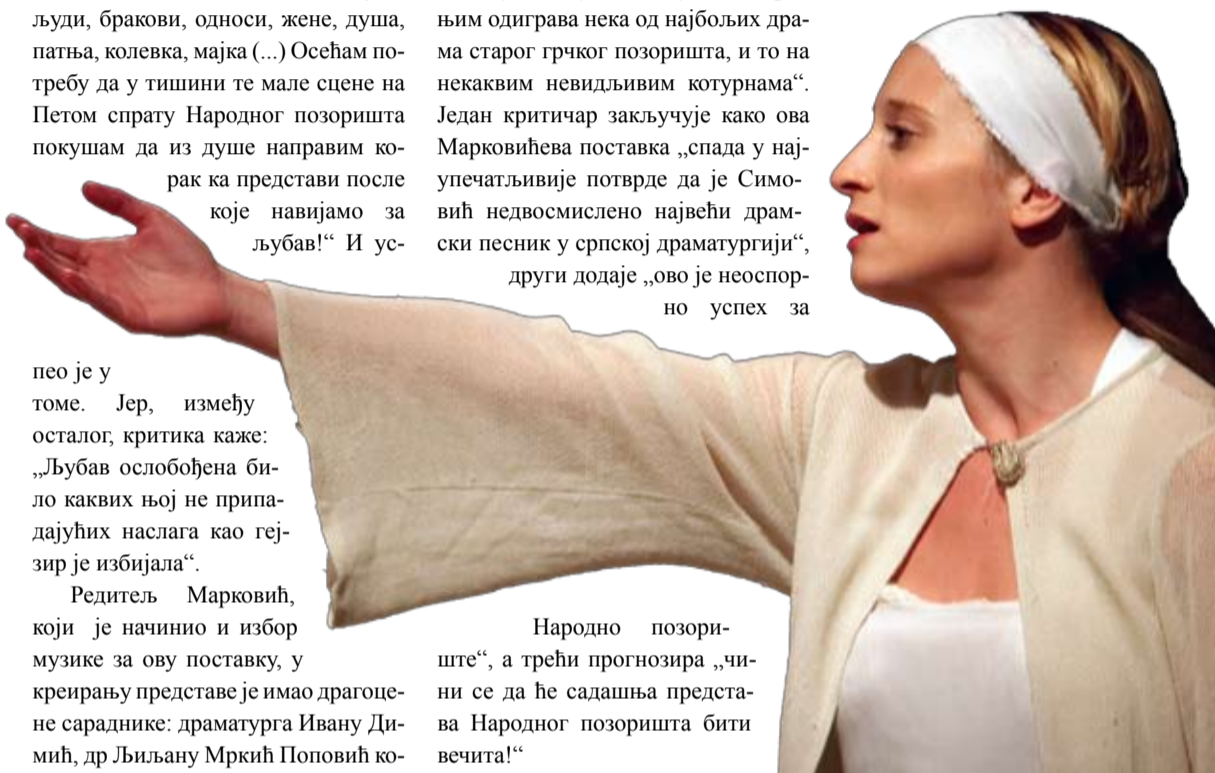 људи, бракови, односи, жене, душа,
патња, колевка, мајка (...) Осећам по-
требу да у тишини те мале сцене на
Петом спрату Народног позоришта
покушам да из душе направим ко-
рак ка представи после
које навијамо за
љубав!“ И ус-
пео је у
томе. Јер, између
осталог, критика каже:
„Љубав ослобођена би-
ло каквих њој не припа-
дајућих наслага као геј-
зир је избијала“.
Редитељ Марковић,
који је начинио и избор
музике за ову поставку, у
креирању представе је имао драгоце-
не сараднике: драматурга Ивану Ди-
мић, др Љиљану Мркић Поповић ко-
њим одиграва нека од најбољих дра-
ма старог грчког позоришта, и то на
некаквим невидљивим котурнама“.
Један критичар закључује како ова
Марковићева поставка „спада у нај-
упечатљивије потврде да је Симо-
вић недвосмислено највећи драм-
ски песник у српској драматургији“,
други додаје „ово је неоспор-
но успех за
Народно позори-
ште“, а трећи прогнозира „чи-
ни се да ће садашња предста-
ва Народног позоришта бити
вечита!“